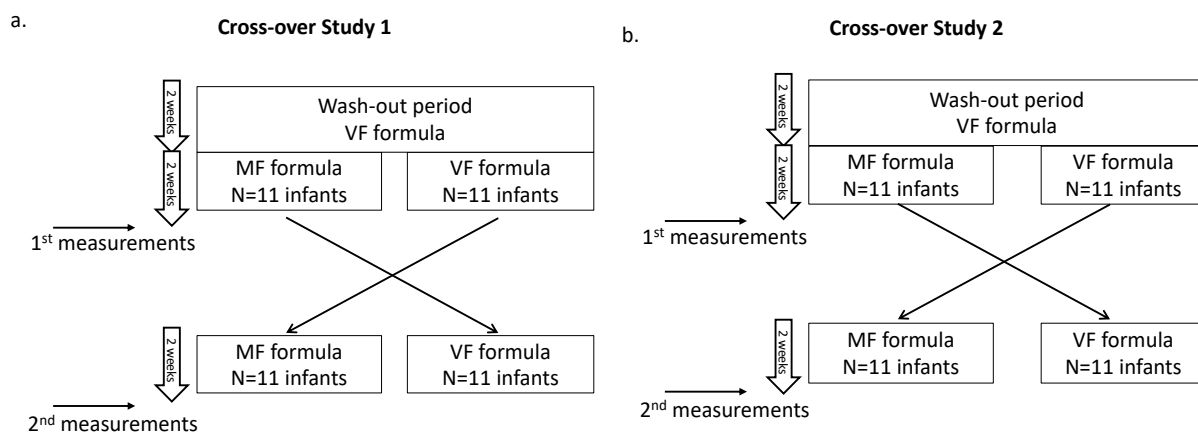 a.
Cross-over Study 1
2 weeks
Wash-out period
VF formula
2 weeks
MF formula
N=11 infants
VF formula
N=11 infants
1st measurements
2 weeks
MF formula
N=11 infants
VF formula
N=11 infants
2nd measurements
b.
Cross-over Study 2
2 weeks
Wash-out period
VF formula
2 weeks
MF formula
N=11 infants
VF formula
N=11 infants
1st measurements
2 weeks
MF formula
N=11 infants
VF formula
N=11 infants
2nd measurements